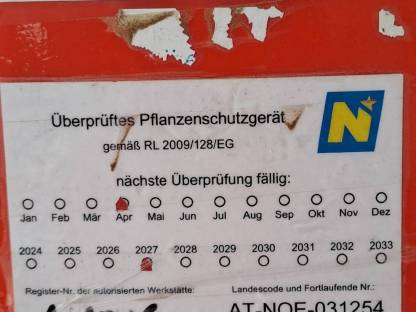 IT
N
Überprüftes Pflanzenschutzgerät
gemäß RL 2009/128/EG
nächste Überprüfung fällig:
Jan Feb Mär Apr Mai Jun Jul Aug Sep Okt Nov Dez
2024 2025 2026 2027 2028 2029 2030 2031 2032 2033
Register-Nr. der autorisierten Werkstätte: Landescode und Fortlaufende Nr.:
AT-NOE-031254